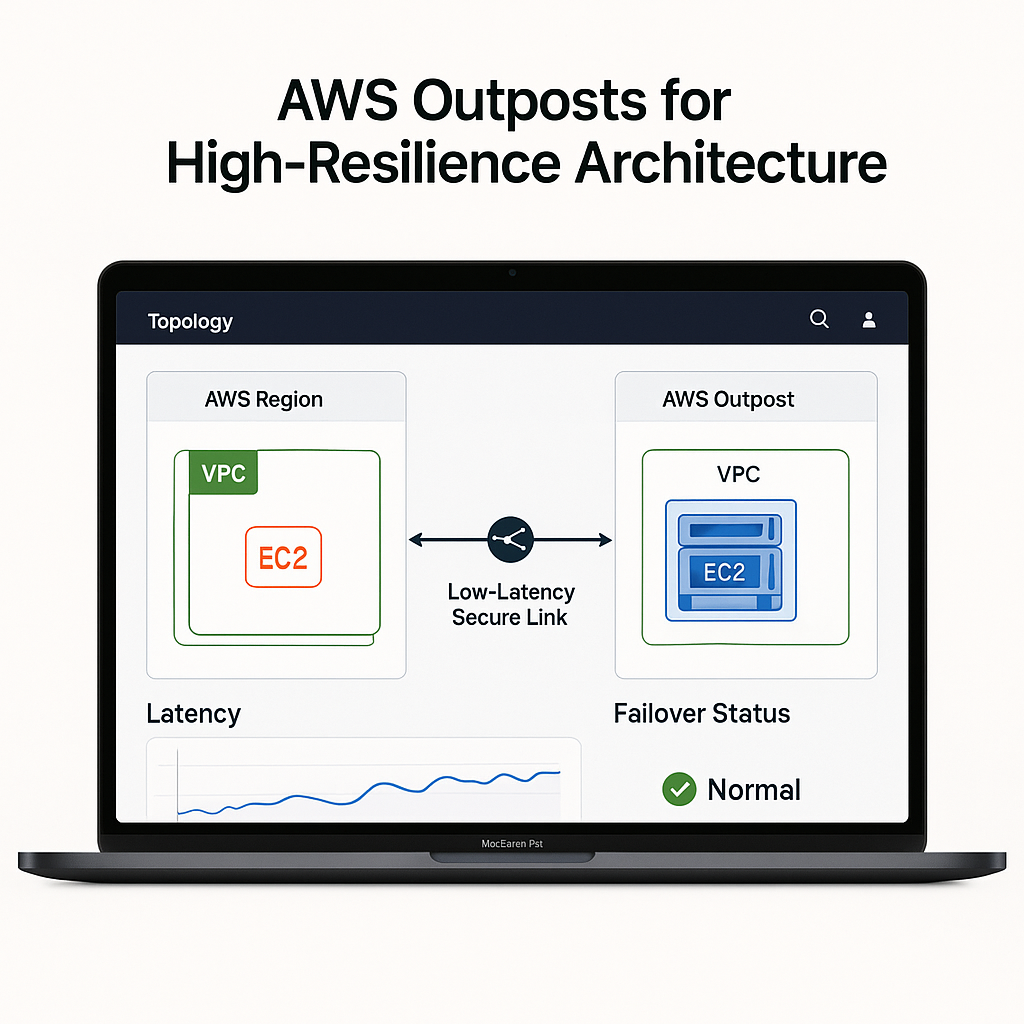 AWS Outposts for
High-Resilience Architecture
Topology
AWS Region
AWS Outpost
VPC
VPC
EC2
EC2
Low-Latency
Secure Link
Latency
Failover Status
Normal
MocEaren Pst